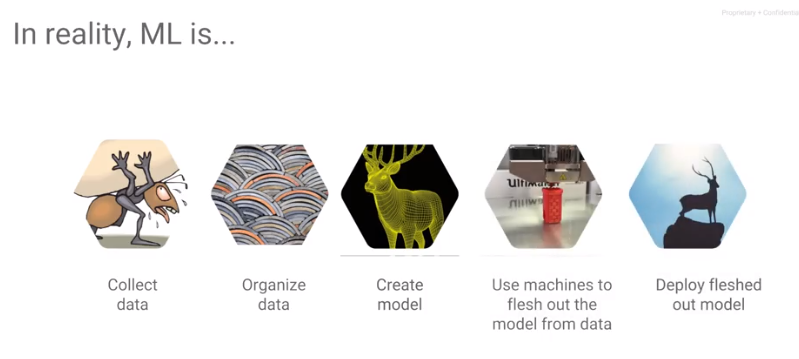 Proprietary + Confidential
In reality, ML is...
Ultimak
Collect
data
Organize
data
Create
model
Use machines to
flesh out the
model from data
Deploy fleshed
out model